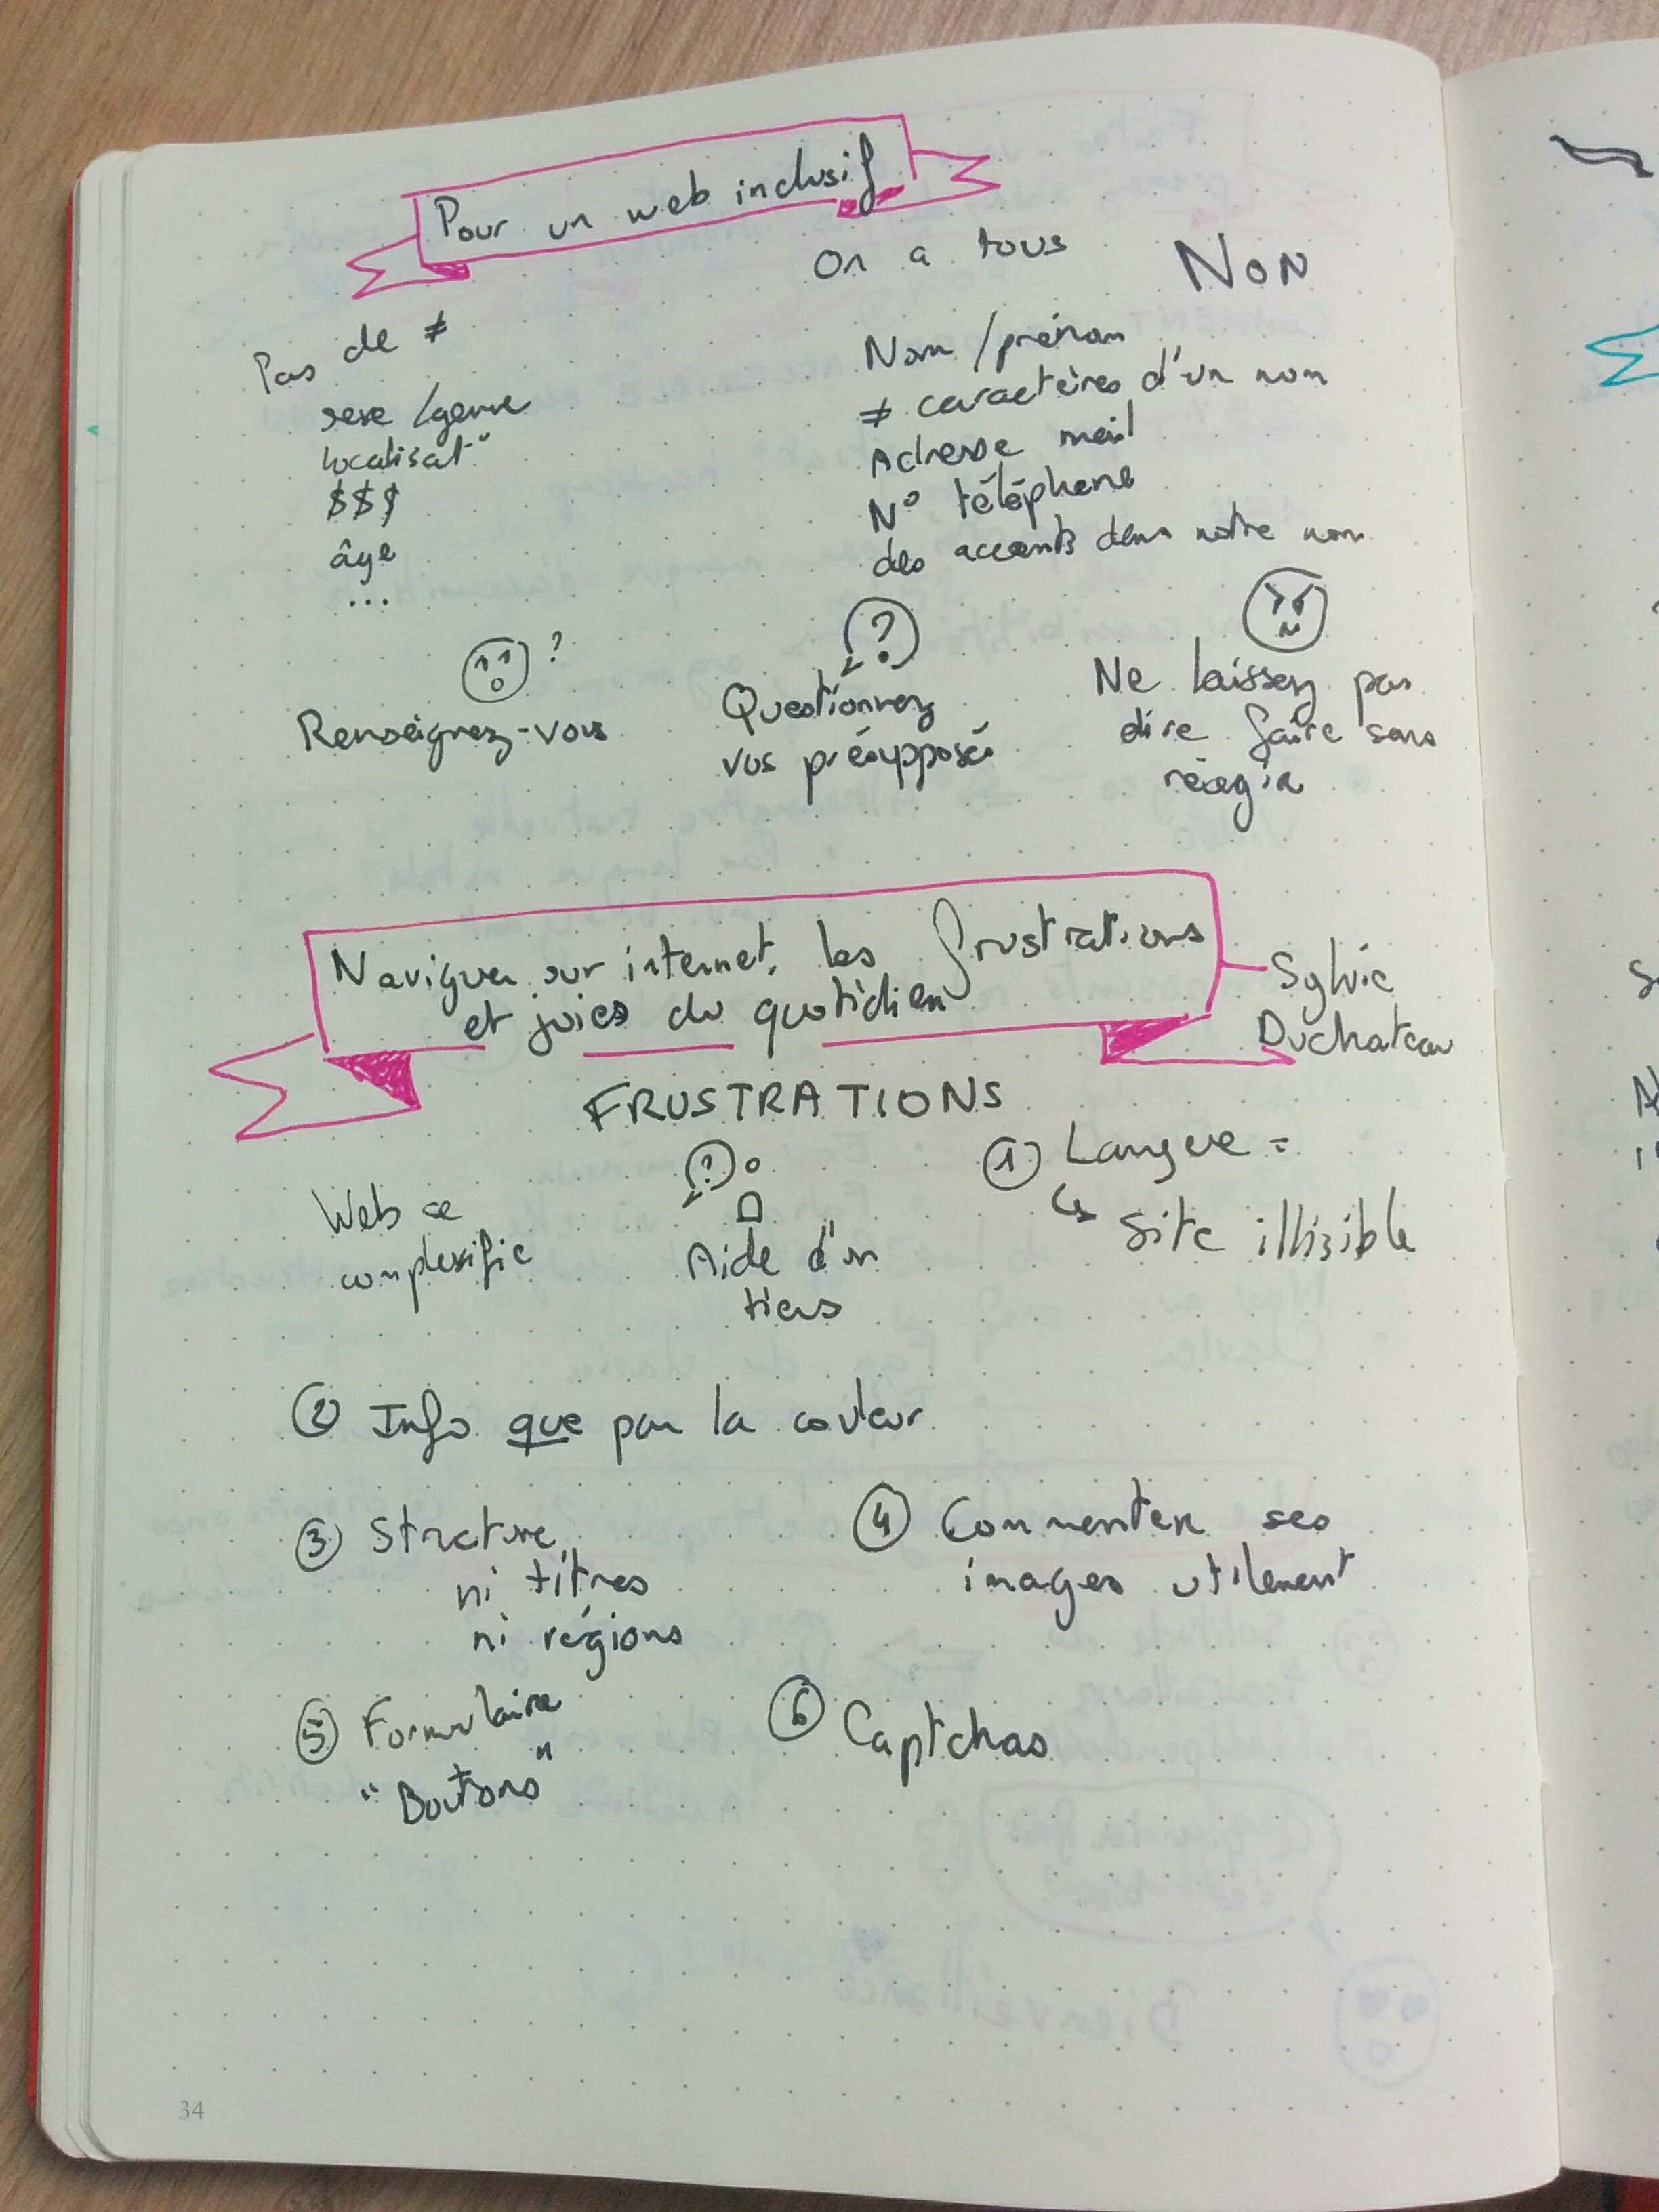 Pour un web inclusif
Pas de ≠
sexe/genre
localisat°
$$$
âge
...
On a tous
NON
Nom/prénom
≠ caractères d'un nom
Adresse mail
N° téléphone
des accents dans notre nom
?
Renseignez-vous
?
Questionnez
vos présupposés
Ne laissez pas
dire faire sans
réagir
Naviguer sur internet, les frustrations
et joies du quotidien
Sylvie
Duchateau
FRUSTRATIONS
Web se
complexifie
?
Aide d'un
tiers
① Langue =
↳ site illisible
② Info que par la couleur
③ Strcture
ni titres
ni régions
④ Commenter ses
images utilement
⑤ Formulaire
"Boutons"
⑥ Captchas
34